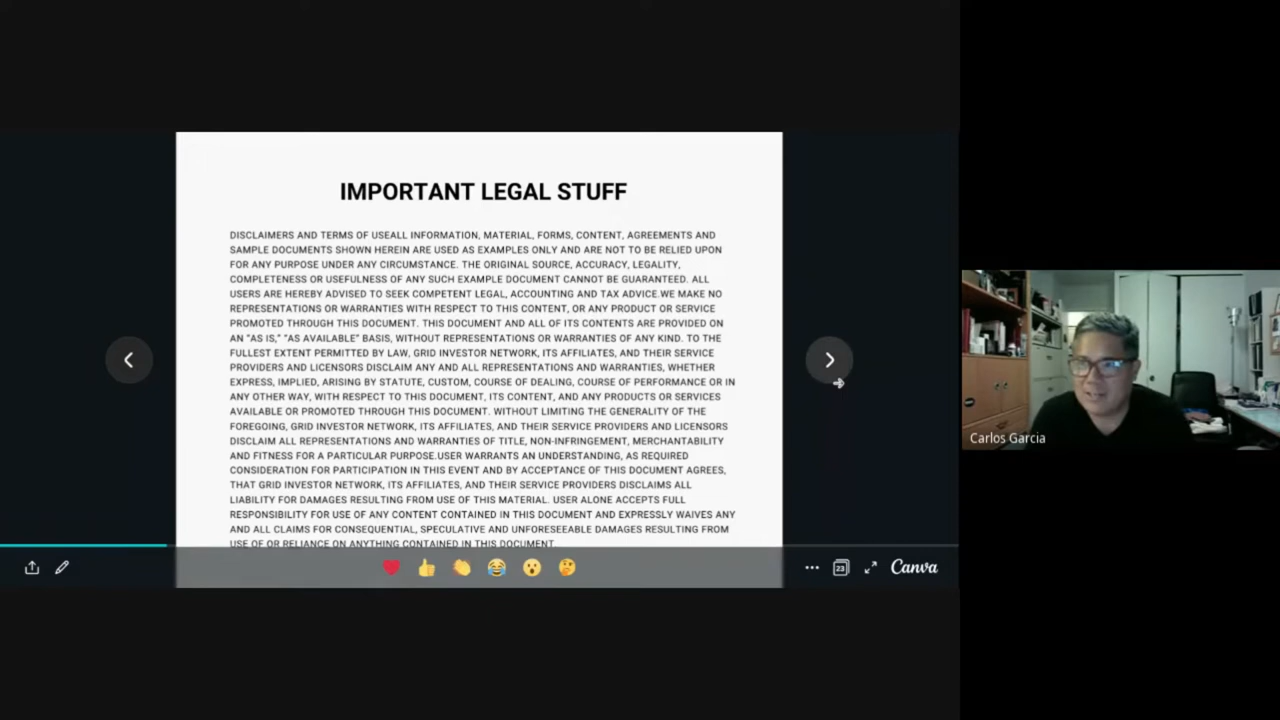 IMPORTANT LEGAL STUFF
DISCLAIMERS AND TERMS OF USEALL INFORMATION, MATERIAL, FORMS, CONTENT, AGREEMENTS AND
SAMPLE DOCUMENTS SHOWN HEREIN ARE USED AS EXAMPLES ONLY AND ARE NOT TO BE RELIED UPON
FOR ANY PURPOSE UNDER ANY CIRCUMSTANCE. THE ORIGINAL SOURCE, ACCURACY, LEGALITY,
COMPLETENESS OR USEFULNESS OF ANY SUCH EXAMPLE DOCUMENT CANNOT BE GUARANTEED. ALL
USERS ARE HEREBY ADVISED TO SEEK COMPETENT LEGAL, ACCOUNTING AND TAX ADVICE.WE MAKE NO
REPRESENTATIONS OR WARRANTIES WITH RESPECT TO THIS CONTENT, OR ANY PRODUCT OR SERVICE
PROMOTED THROUGH THIS DOCUMENT. THIS DOCUMENT AND ALL OF ITS CONTENTS ARE PROVIDED ON
AN "AS IS," "AS AVAILABLE" BASIS, WITHOUT REPRESENTATIONS OR WARRANTIES OF ANY KIND. TO THE
FULLEST EXTENT PERMITTED BY LAW, GRID INVESTOR NETWORK, ITS AFFILIATES, AND THEIR SERVICE
PROVIDERS AND LICENSORS DISCLAIM ANY AND ALL REPRESENTATIONS AND WARRANTIES, WHETHER
EXPRESS, IMPLIED, ARISING BY STATUTE, CUSTOM, COURSE OF DEALING, COURSE OF PERFORMANCE OR IN
ANY OTHER WAY, WITH RESPECT TO THIS DOCUMENT, ITS CONTENT, AND ANY PRODUCTS OR SERVICES
AVAILABLE OR PROMOTED THROUGH THIS DOCUMENT. WITHOUT LIMITING THE GENERALITY OF THE
FOREGOING, GRID INVESTOR NETWORK, ITS AFFILIATES, AND THEIR SERVICE PROVIDERS AND LICENSORS
DISCLAIM ALL REPRESENTATIONS AND WARRANTIES OF TITLE, NON-INFRINGEMENT, MERCHANTABILITY
AND FITNESS FOR A PARTICULAR PURPOSE.USER WARRANTS AN UNDERSTANDING, AS REQUIRED
CONSIDERATION FOR PARTICIPATION IN THIS EVENT AND BY ACCEPTANCE OF THIS DOCUMENT AGREES,
THAT GRID INVESTOR NETWORK, ITS AFFILIATES, AND THEIR SERVICE PROVIDERS DISCLAIMS ALL
LIABILITY FOR DAMAGES RESULTING FROM USE OF THIS MATERIAL. USER ALONE ACCEPTS FULL
RESPONSIBILITY FOR USE OF ANY CONTENT CONTAINED IN THIS DOCUMENT AND EXPRESSLY WAIVES ANY
AND ALL CLAIMS FOR CONSEQUENTIAL, SPECULATIVE AND UNFORESEEABLE DAMAGES RESULTING FROM
USE OF OR RELIANCE ON ANYTHING CONTAINED IN THIS DOCUMENT
Carlos Garcia
23
Canva